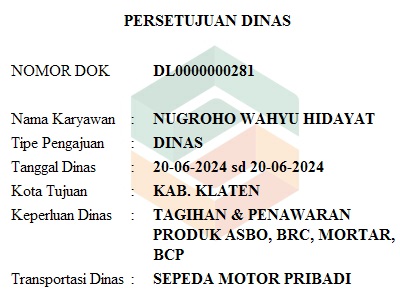 PERSETUJUAN DINAS
NOMOR DOK DL0000000281
Nama Karyawan : NUGROHO WAHYU HIDAYAT
Tipe Pengajuan : DINAS
Tanggal Dinas : 20-06-2024 sd 20-06-2024
Kota Tujuan : KAB. KLATEN
Keperluan Dinas : TAGIHAN & PENAWARAN
PRODUK ASBO, BRC, MORTAR,
BCP
Transportasi Dinas : SEPEDA MOTOR PRIBADI